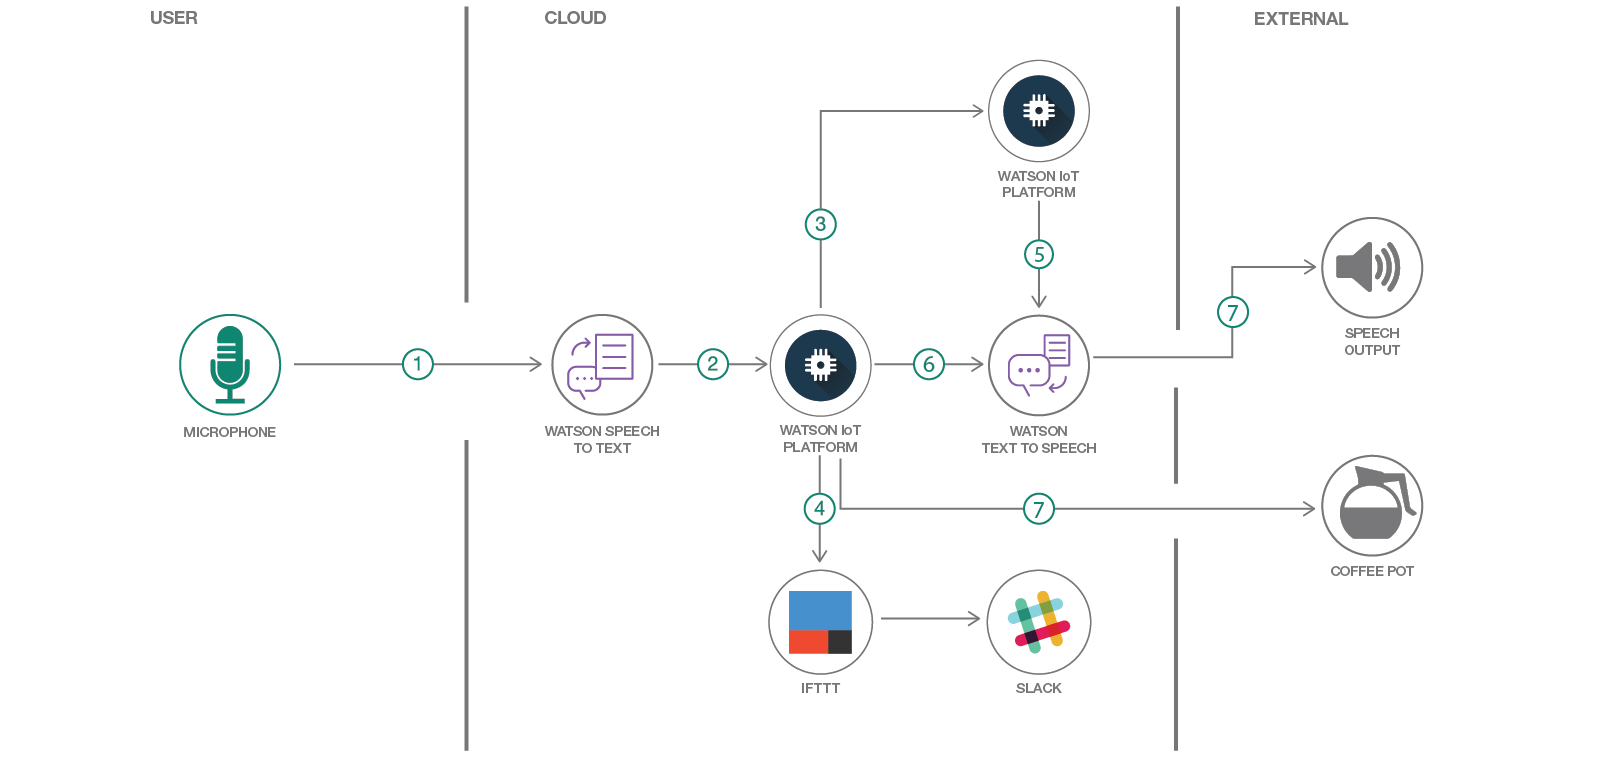 USER
CLOUD
EXTERNAL
WATSON IoT
PLATFORM
3
5
7
SPEECH
OUTPUT
1
2
6
MICROPHONE
WATSON SPEECH
TO TEXT
WATSON IoT
PLATFORM
WATSON
TEXT TO SPEECH
4
7
COFFEE POT
IFTTT
SLACK